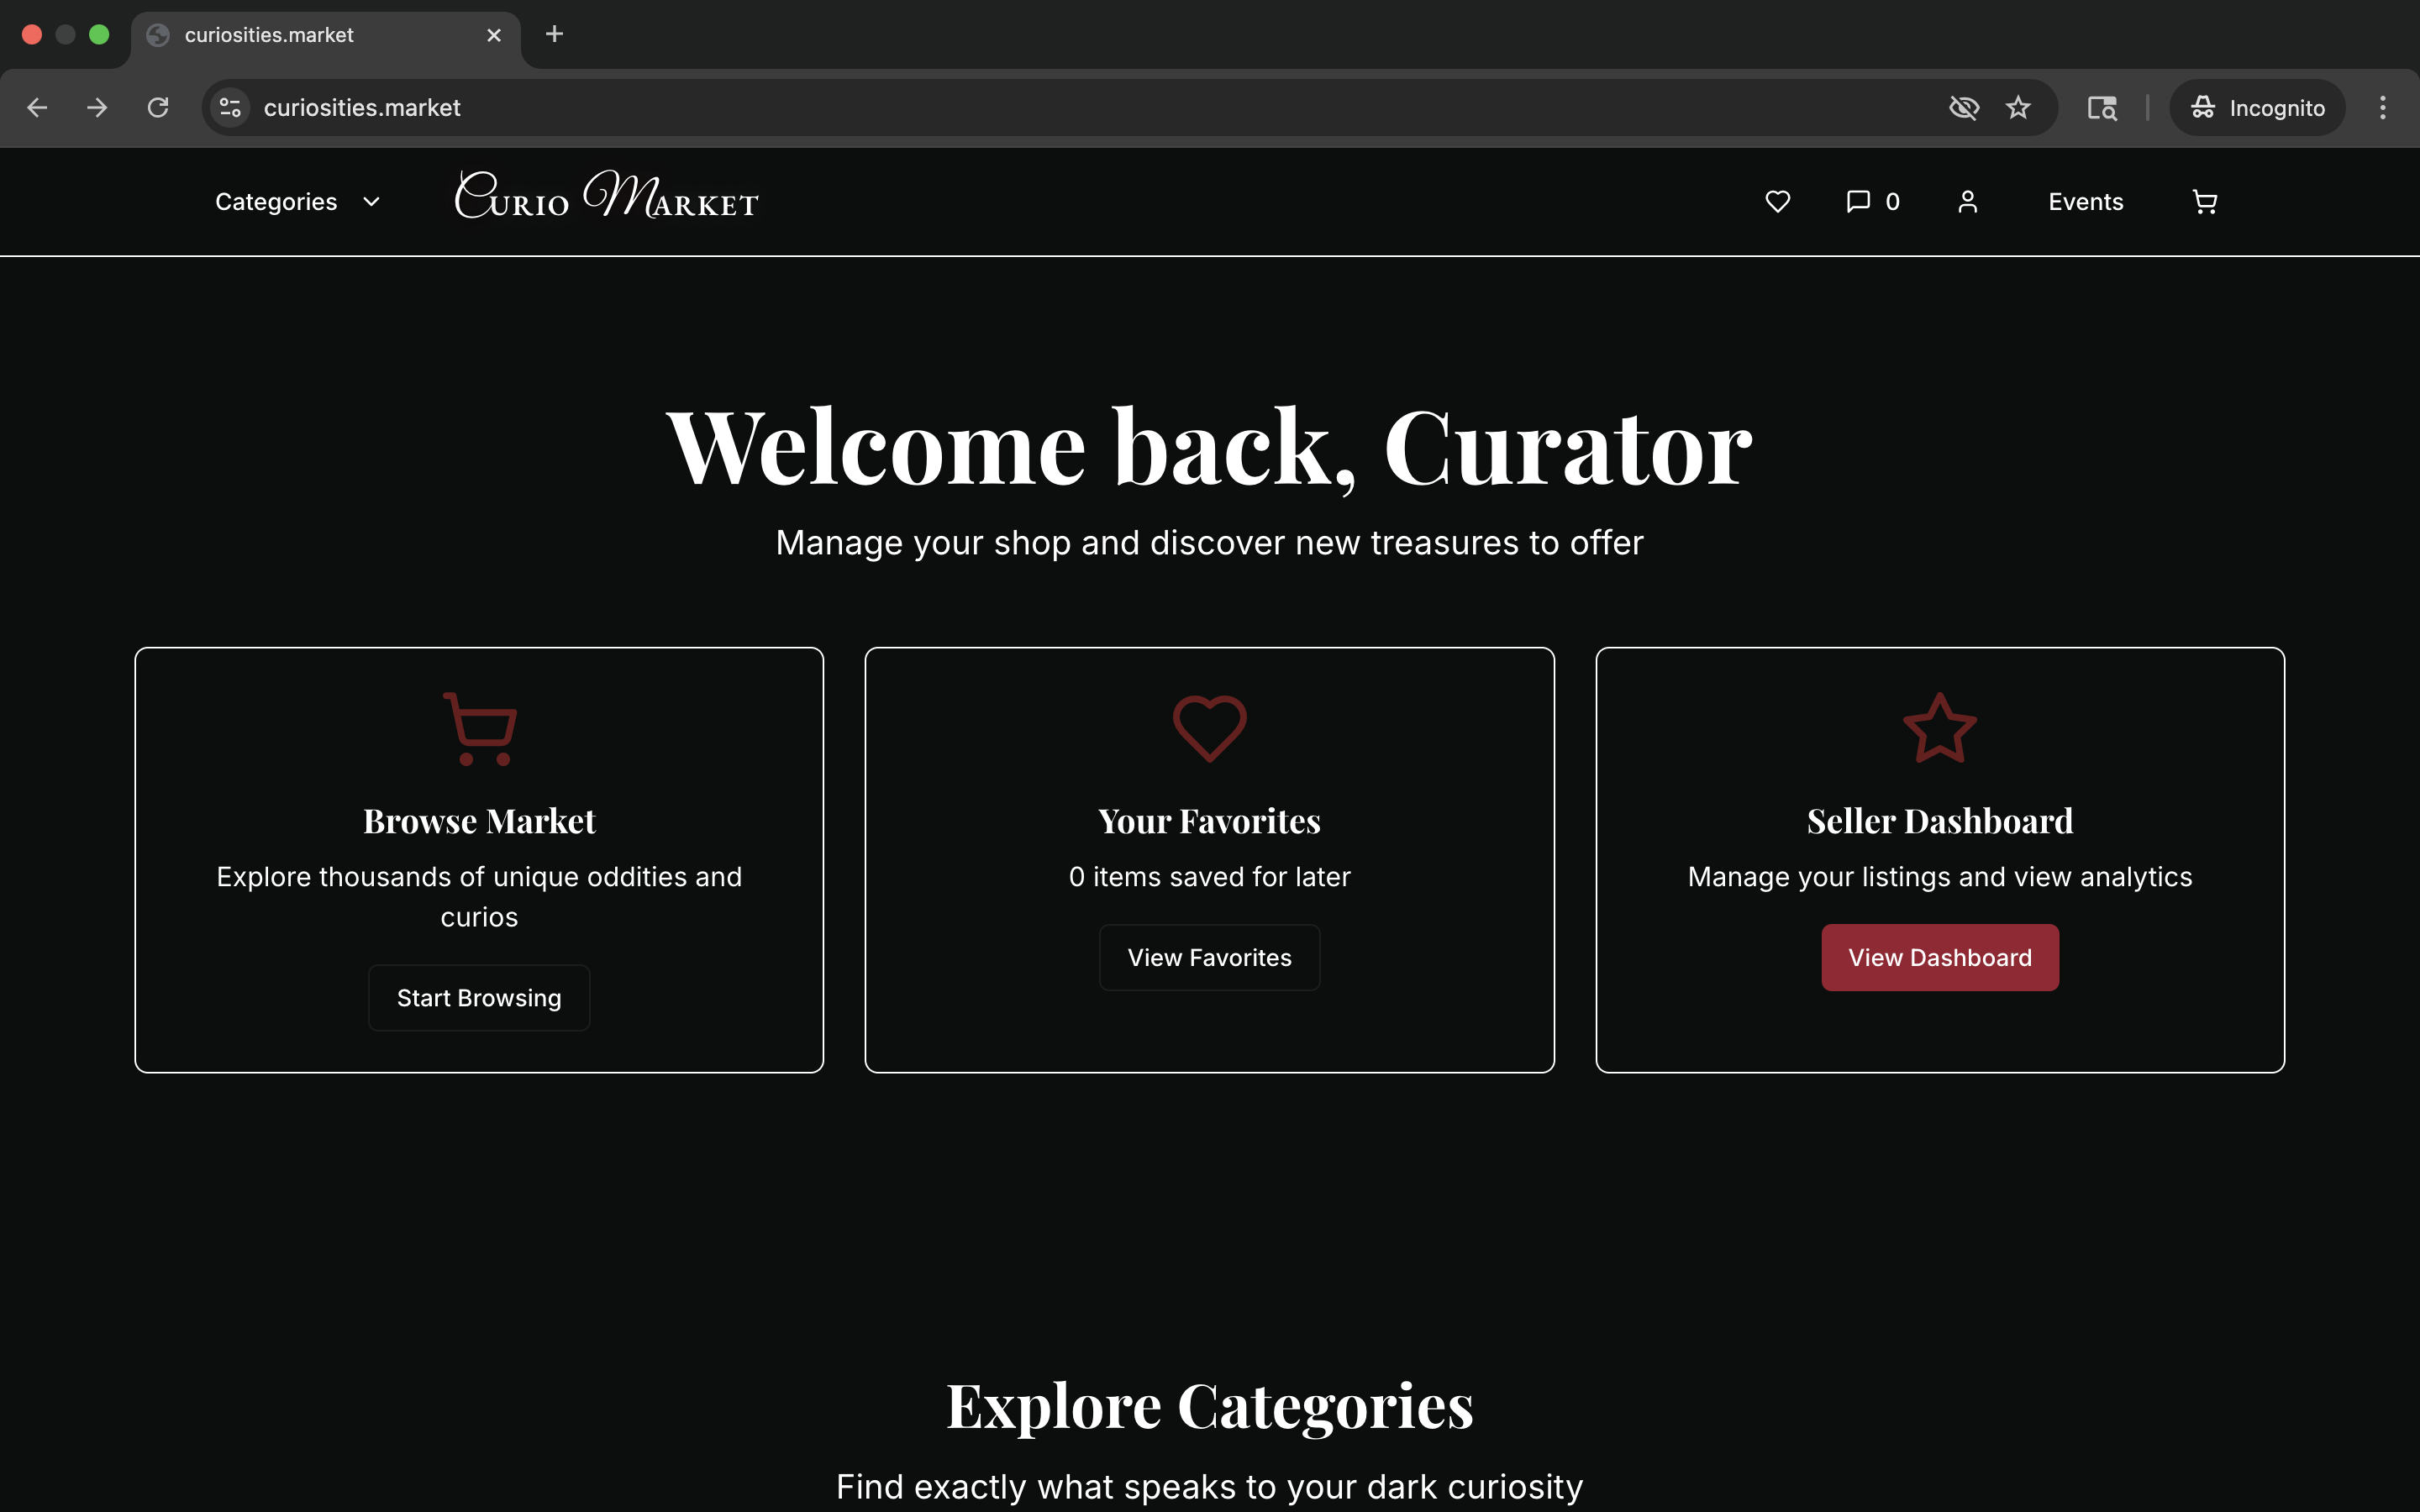 curiosities.market
curiosities.market
Incognito
Categories
CURIO MARKET
0
Events
Welcome back, Curator
Manage your shop and discover new treasures to offer
Browse Market
Explore thousands of unique oddities and
curios
Start Browsing
Your Favorites
0 items saved for later
View Favorites
Seller Dashboard
Manage your listings and view analytics
View Dashboard
Explore Categories
Find exactly what speaks to your dark curiosity